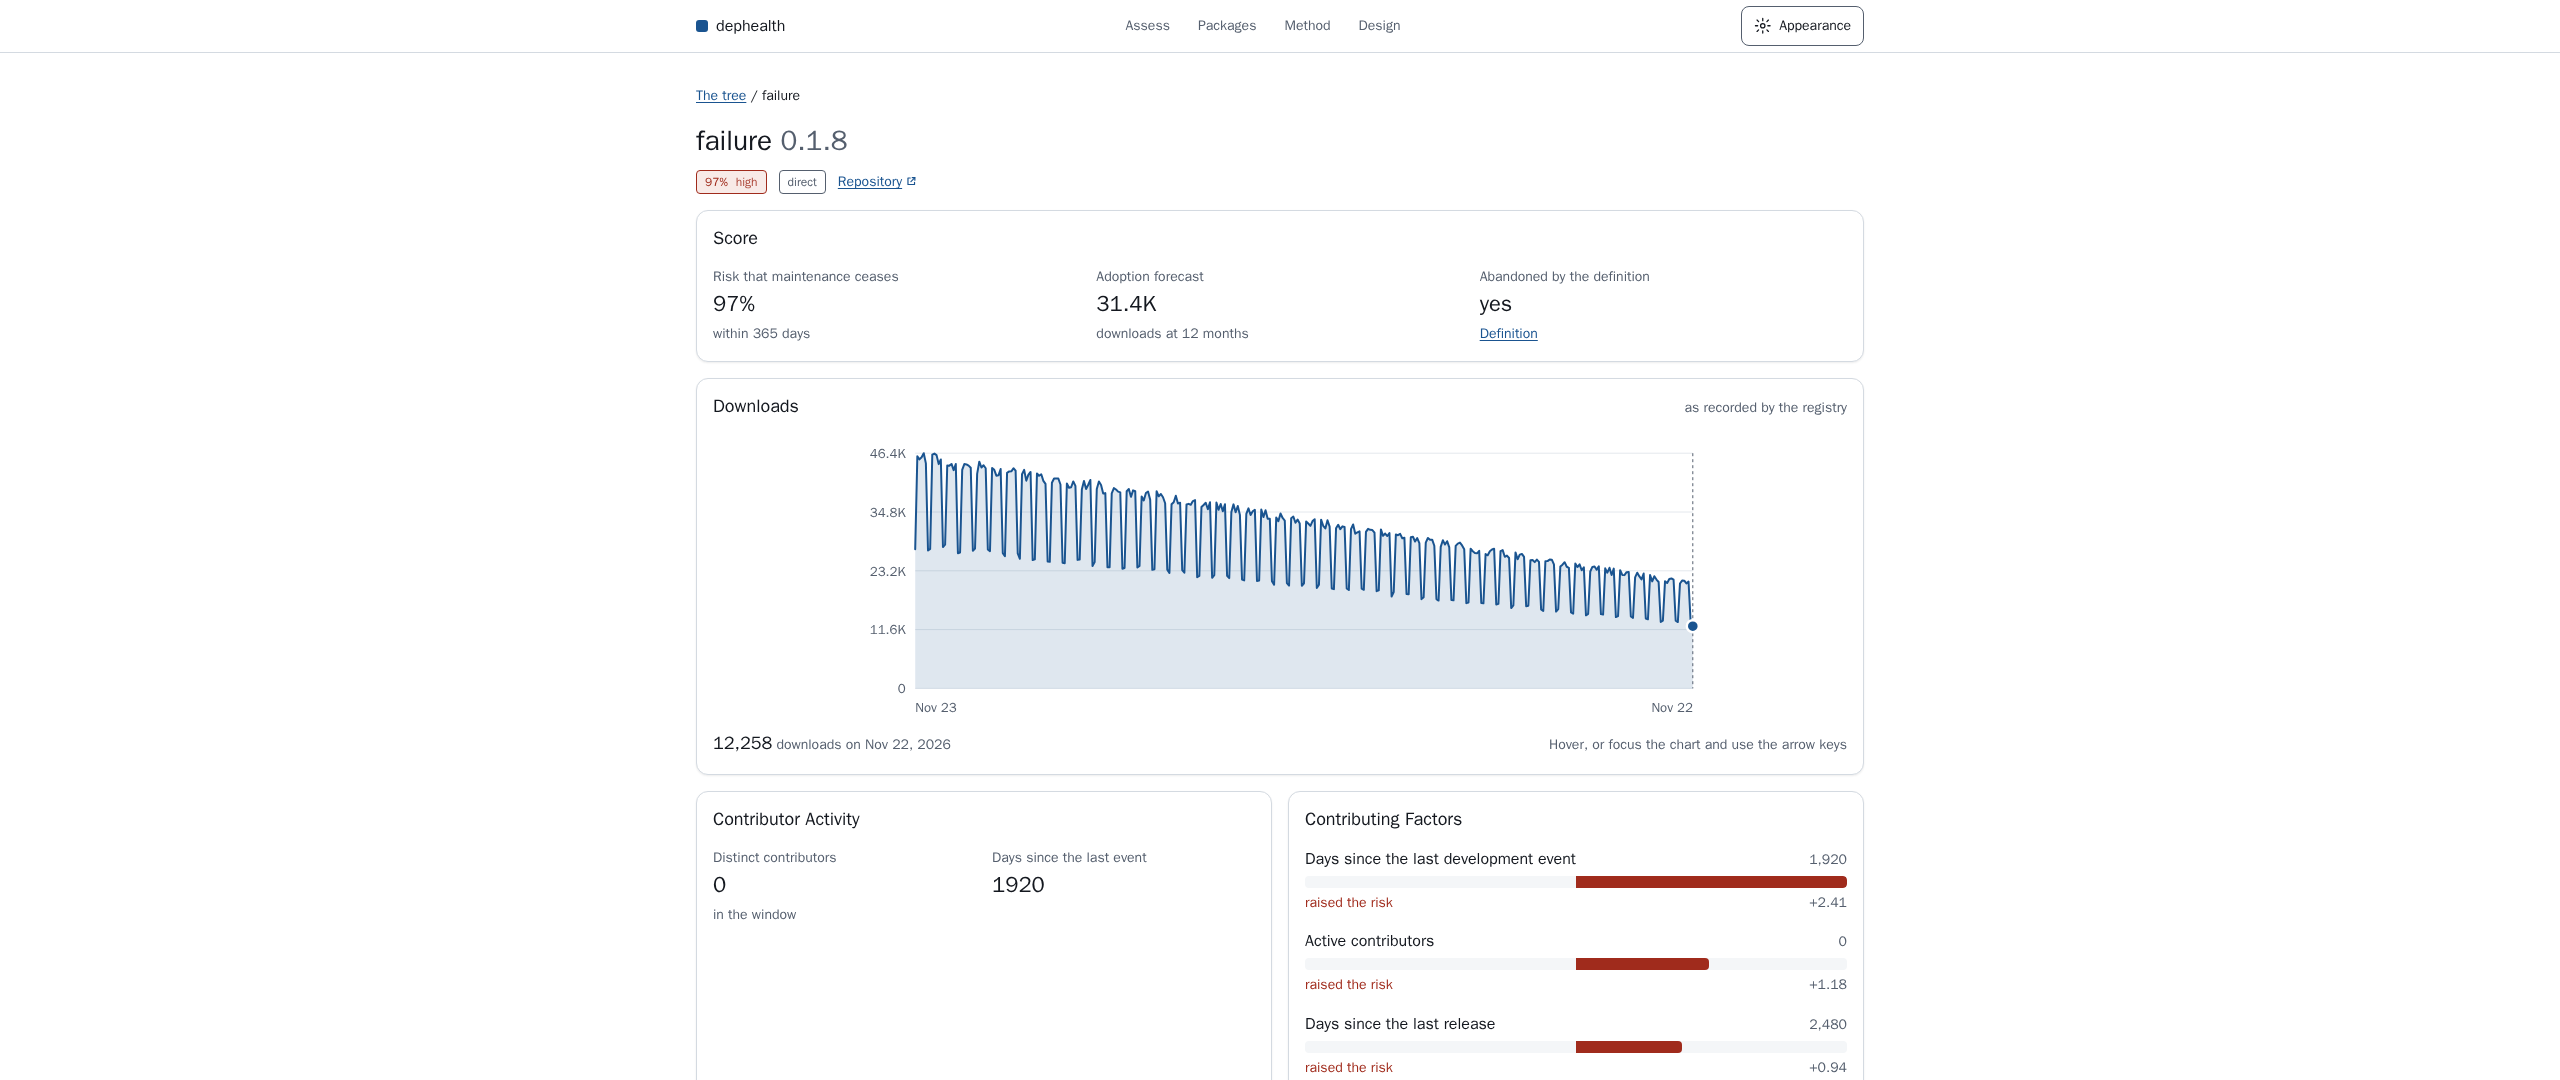 dephealth
Assess Packages Method Design
Appearance
The tree / failure
failure 0.1.8
97% high direct Repository
Score
Risk that maintenance ceases
97%
within 365 days
Adoption forecast
31.4K
downloads at 12 months
Abandoned by the definition
yes
Definition
Downloads
as recorded by the registry
46.4K
34.8K
23.2K
11.6K
0
Nov 23 Nov 22
12,258 downloads on Nov 22, 2026
Hover, or focus the chart and use the arrow keys
Contributor Activity
Distinct contributors
0
in the window
Days since the last event
1920
Contributing Factors
Days since the last development event 1,920
raised the risk +2.41
Active contributors 0
raised the risk +1.18
Days since the last release 2,480
raised the risk +0.94